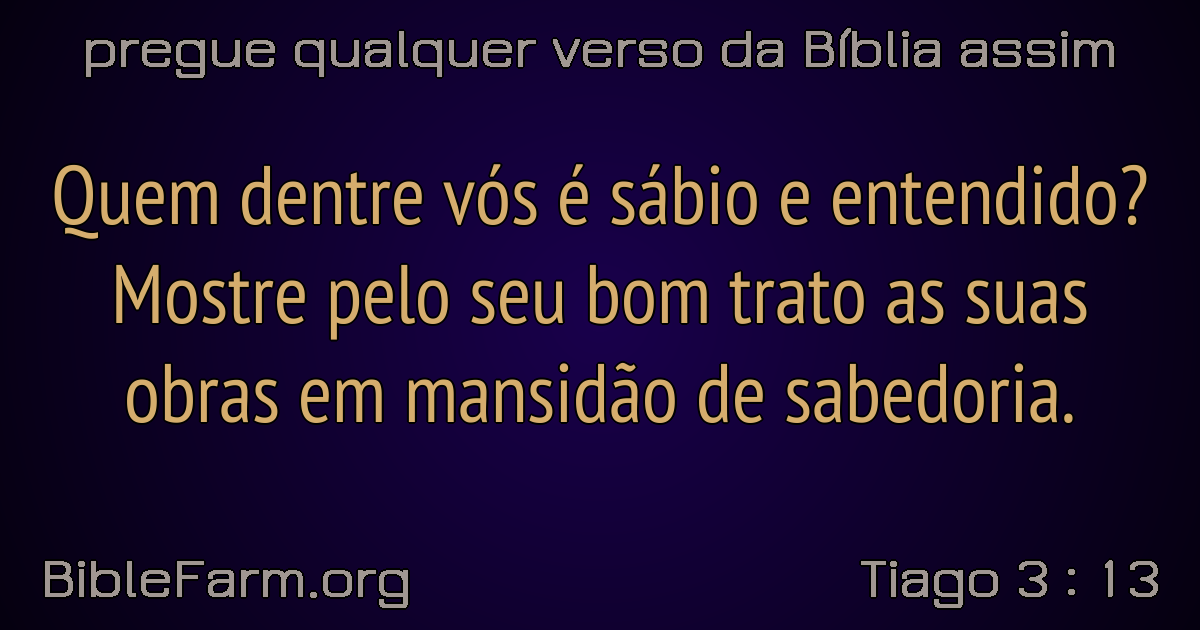 pregue qualquer verso da Bíblia assim
Quem dentre vós é sábio e entendido?
Mostre pelo seu bom trato as suas
obras em mansidão de sabedoria.
BibleFarm.org
Tiago 3 : 13